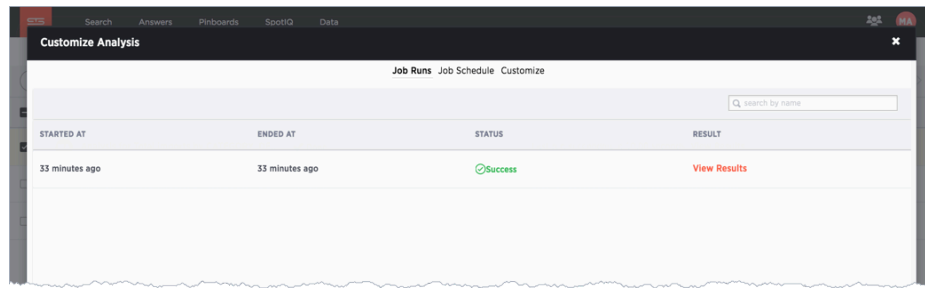 Search Answers Pinboards SpotIQ Data MA
Customize Analysis
Job Runs Job Schedule Customize
search by name
STARTED AT ENDED AT STATUS RESULT
33 minutes ago 33 minutes ago Success View Results